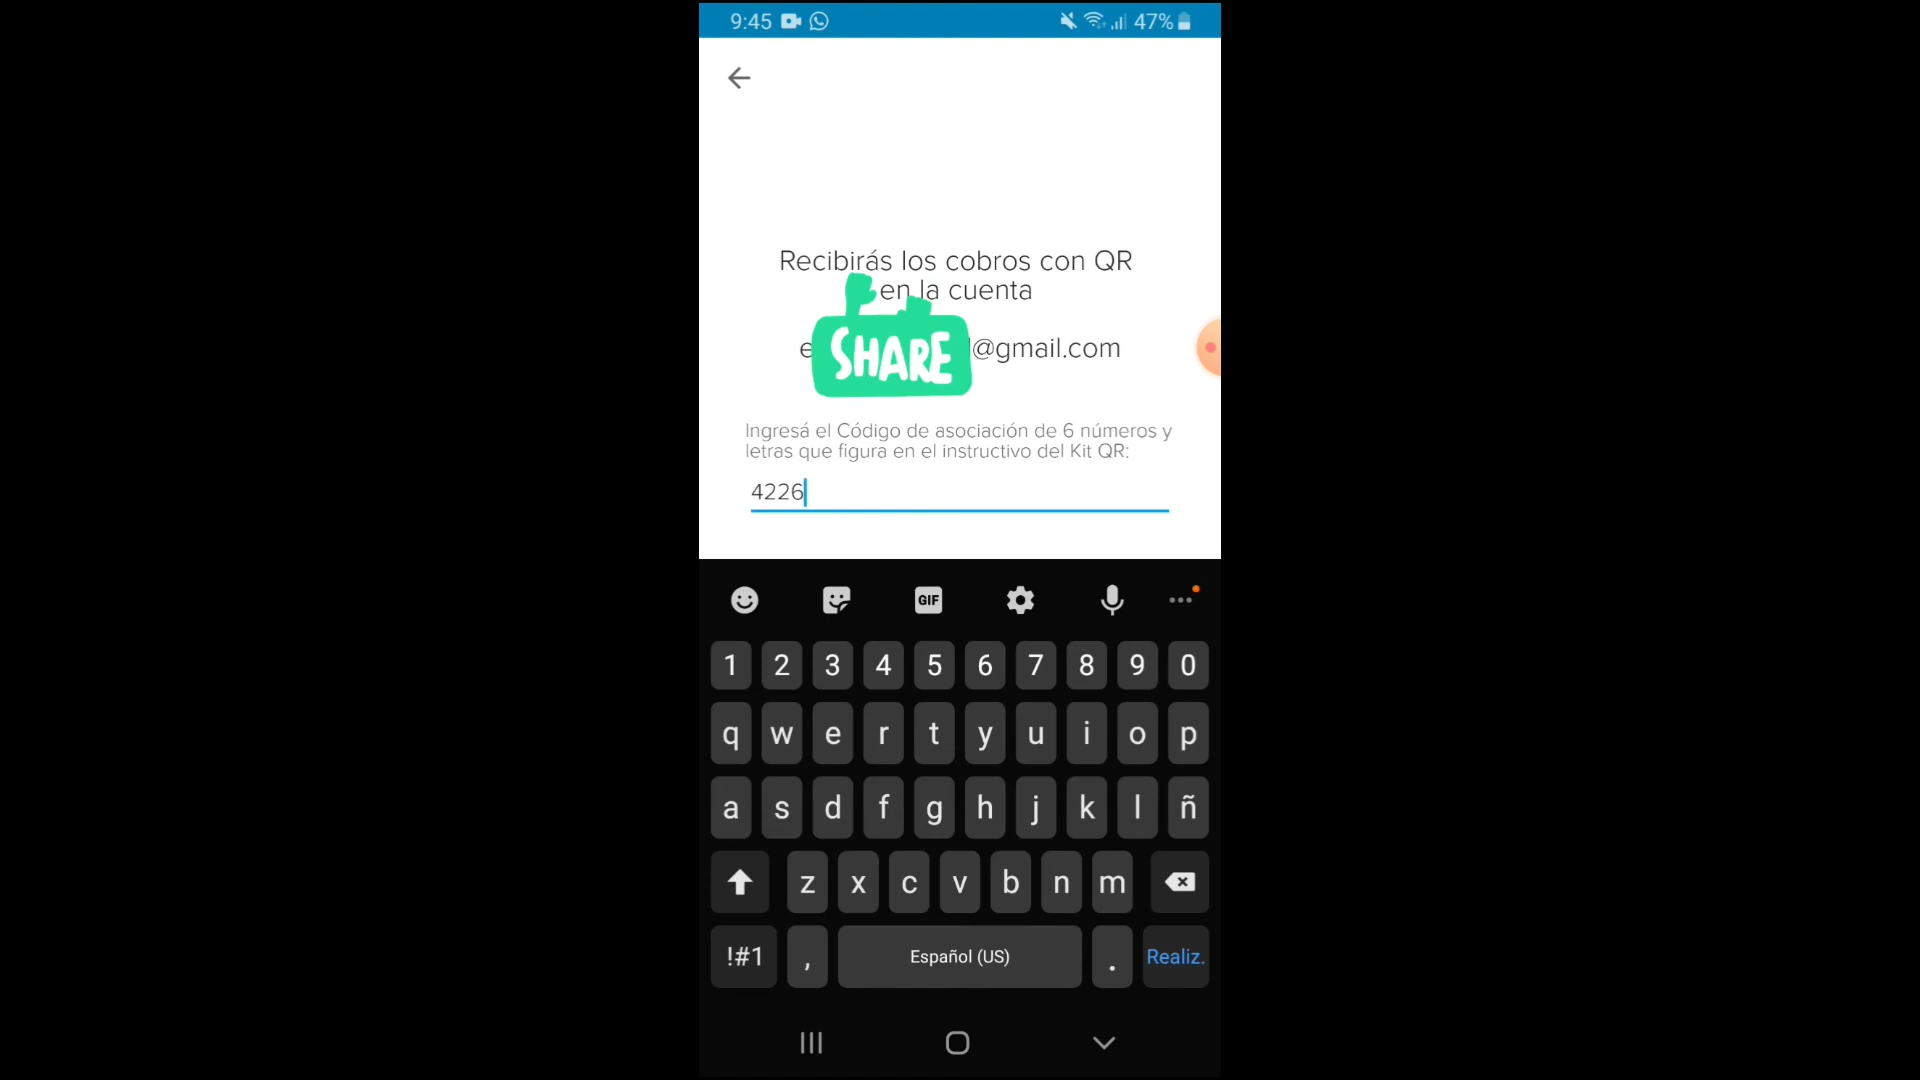 9:45
47%
Recibirás los cobros con QR
en la cuenta
SHARE
@gmail.com
Ingresá el Código de asociación de 6 números y
letras que figura en el instructivo del Kit QR:
4226
GIF
1 2 3 4 5 6 7 8 9 0
q w e r t y u i o p
a s d f g h j k l ñ
z x c v b n m
!#1 , Español (US) . Realiz.